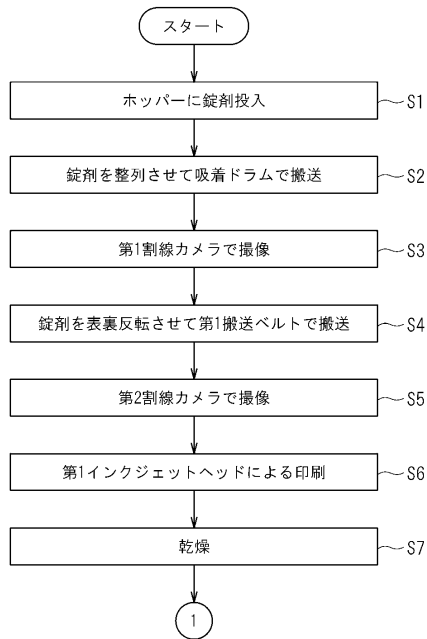 スタート
ホッパーに錠剤投入 S1
錠剤を整列させて吸着ドラムで搬送 S2
第1割線カメラで撮像 S3
錠剤を表裏反転させて第1搬送ベルトで搬送 S4
第2割線カメラで撮像 S5
第1インクジェットヘッドによる印刷 S6
乾燥 S7
1